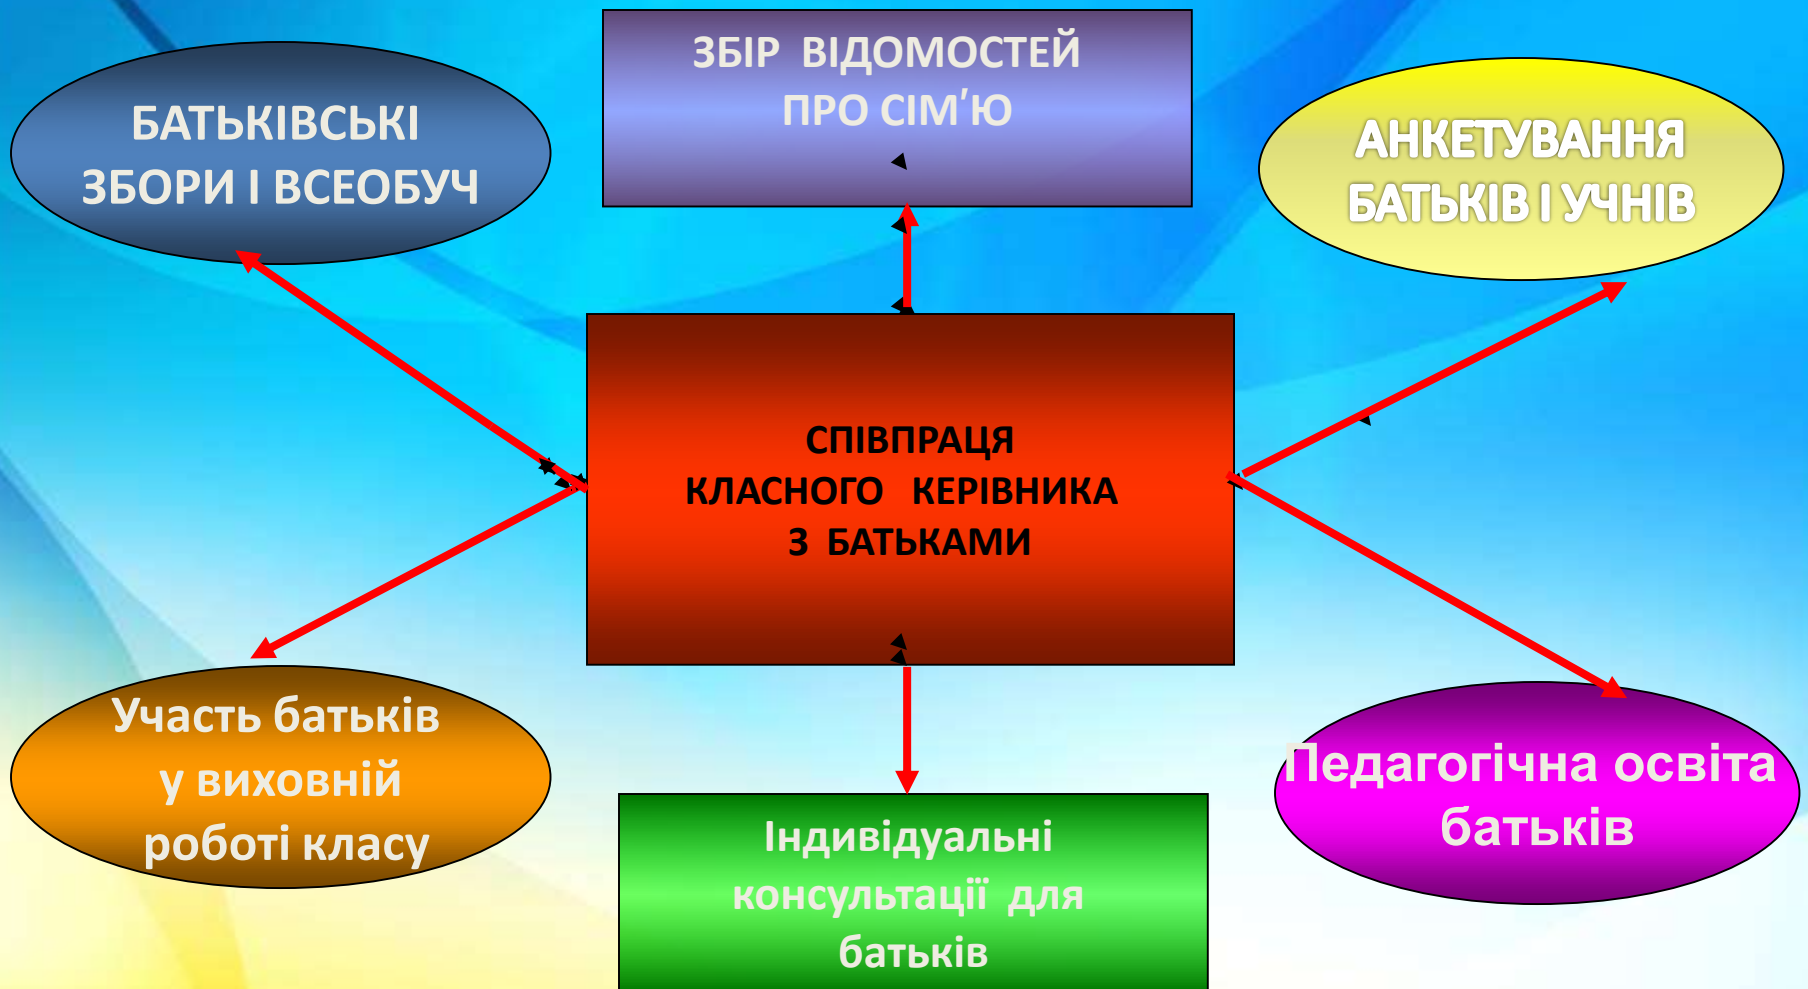 ЗБІР ВІДОМОСТЕЙ
ПРО СІМ'Ю
БАТЬКІВСЬКІ
ЗБОРИ І ВСЕОБУЧ
АНКЕТУВАННЯ
БАТЬКІВ І УЧНІВ
СПІВПРАЦЯ
КЛАСНОГО КЕРІВНИКА
З БАТЬКАМИ
Участь батьків
у виховній
роботі класу
Індивідуальні
консультації для
батьків
Педагогічна освіта
батьків